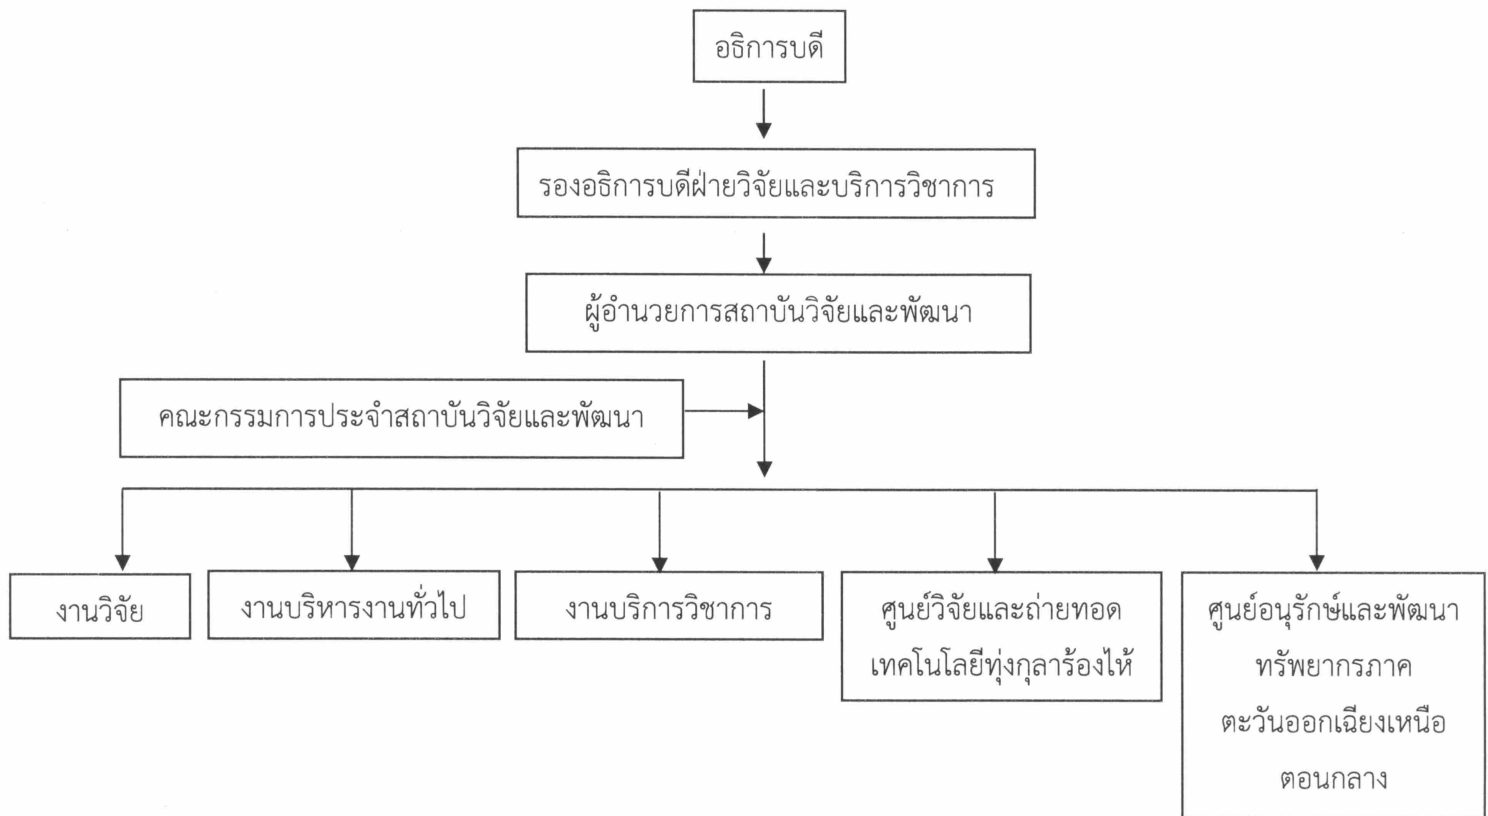 อธิการบดี
รองอธิการบดีฝ่ายวิจัยและบริการวิชาการ
ผู้อำนวยการสถาบันวิจัยและพัฒนา
คณะกรรมการประจำสถาบันวิจัยและพัฒนา
งานวิจัย
งานบริหารงานทั่วไป
งานบริการวิชาการ
ศูนย์วิจัยและถ่ายทอด
เทคโนโลยีทุ่งกุลาร้องไห้
ศูนย์อนุรักษ์และพัฒนา
ทรัพยากรภาค
ตะวันออกเฉียงเหนือ
ตอนกลาง